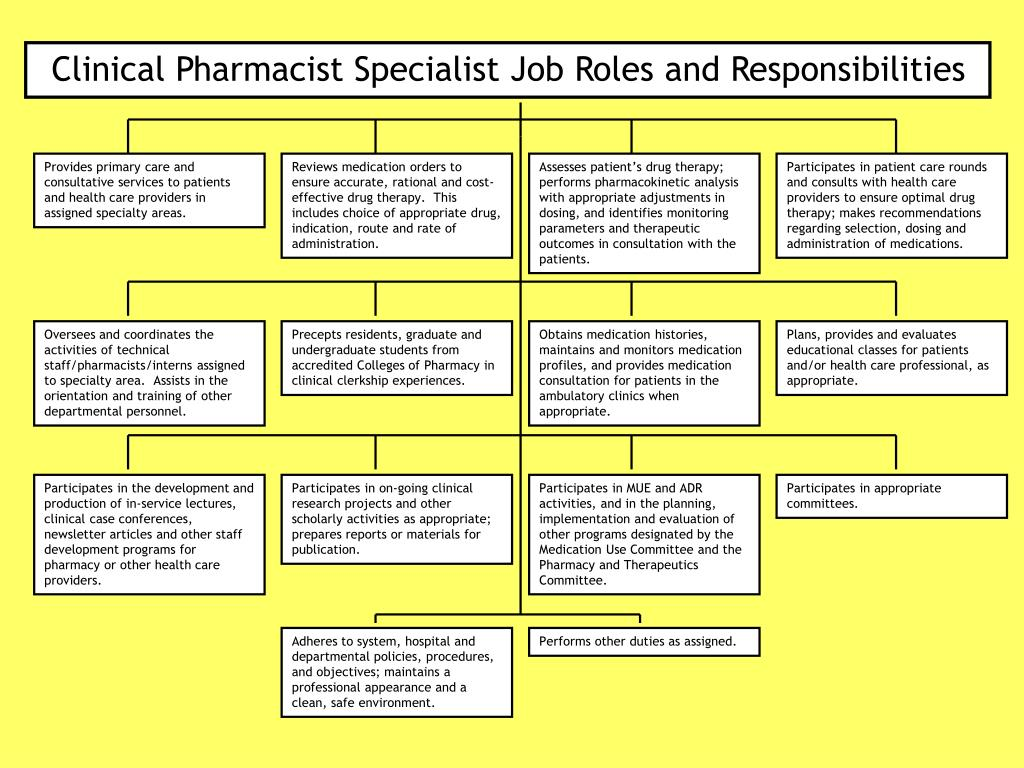 Clinical Pharmacist Specialist Job Roles and Responsibilities
Provides primary care and
consultative services to patients
and health care providers in
assigned specialty areas.
Reviews medication orders to
ensure accurate, rational and cost-
effective drug therapy.  This
includes choice of appropriate drug,
indication, route and rate of
administration.
Assesses patient’s drug therapy;
performs pharmacokinetic analysis
with appropriate adjustments in
dosing, and identifies monitoring
parameters and therapeutic
outcomes in consultation with the
patients.
Participates in patient care rounds
and consults with health care
providers to ensure optimal drug
therapy; makes recommendations
regarding selection, dosing and
administration of medications.
Oversees and coordinates the
activities of technical
staff/pharmacists/interns assigned
to specialty area.  Assists in the
orientation and training of other
departmental personnel.
Precepts residents, graduate and
undergraduate students from
accredited Colleges of Pharmacy in
clinical clerkship experiences.
Obtains medication histories,
maintains and monitors medication
profiles, and provides medication
consultation for patients in the
ambulatory clinics when
appropriate.
Plans, provides and evaluates
educational classes for patients
and/or health care professional, as
appropriate.
Participates in the development and
production of in-service lectures,
clinical case conferences,
newsletter articles and other staff
development programs for
pharmacy or other health care
providers.
Participates in on-going clinical
research projects and other
scholarly activities as appropriate;
prepares reports or materials for
publication.
Participates in MUE and ADR
activities, and in the planning,
implementation and evaluation of
other programs designated by the
Medication Use Committee and the
Pharmacy and Therapeutics
Committee.
Participates in appropriate
committees.
Adheres to system, hospital and
departmental policies, procedures,
and objectives; maintains a
professional appearance and a
clean, safe environment.
Performs other duties as assigned.